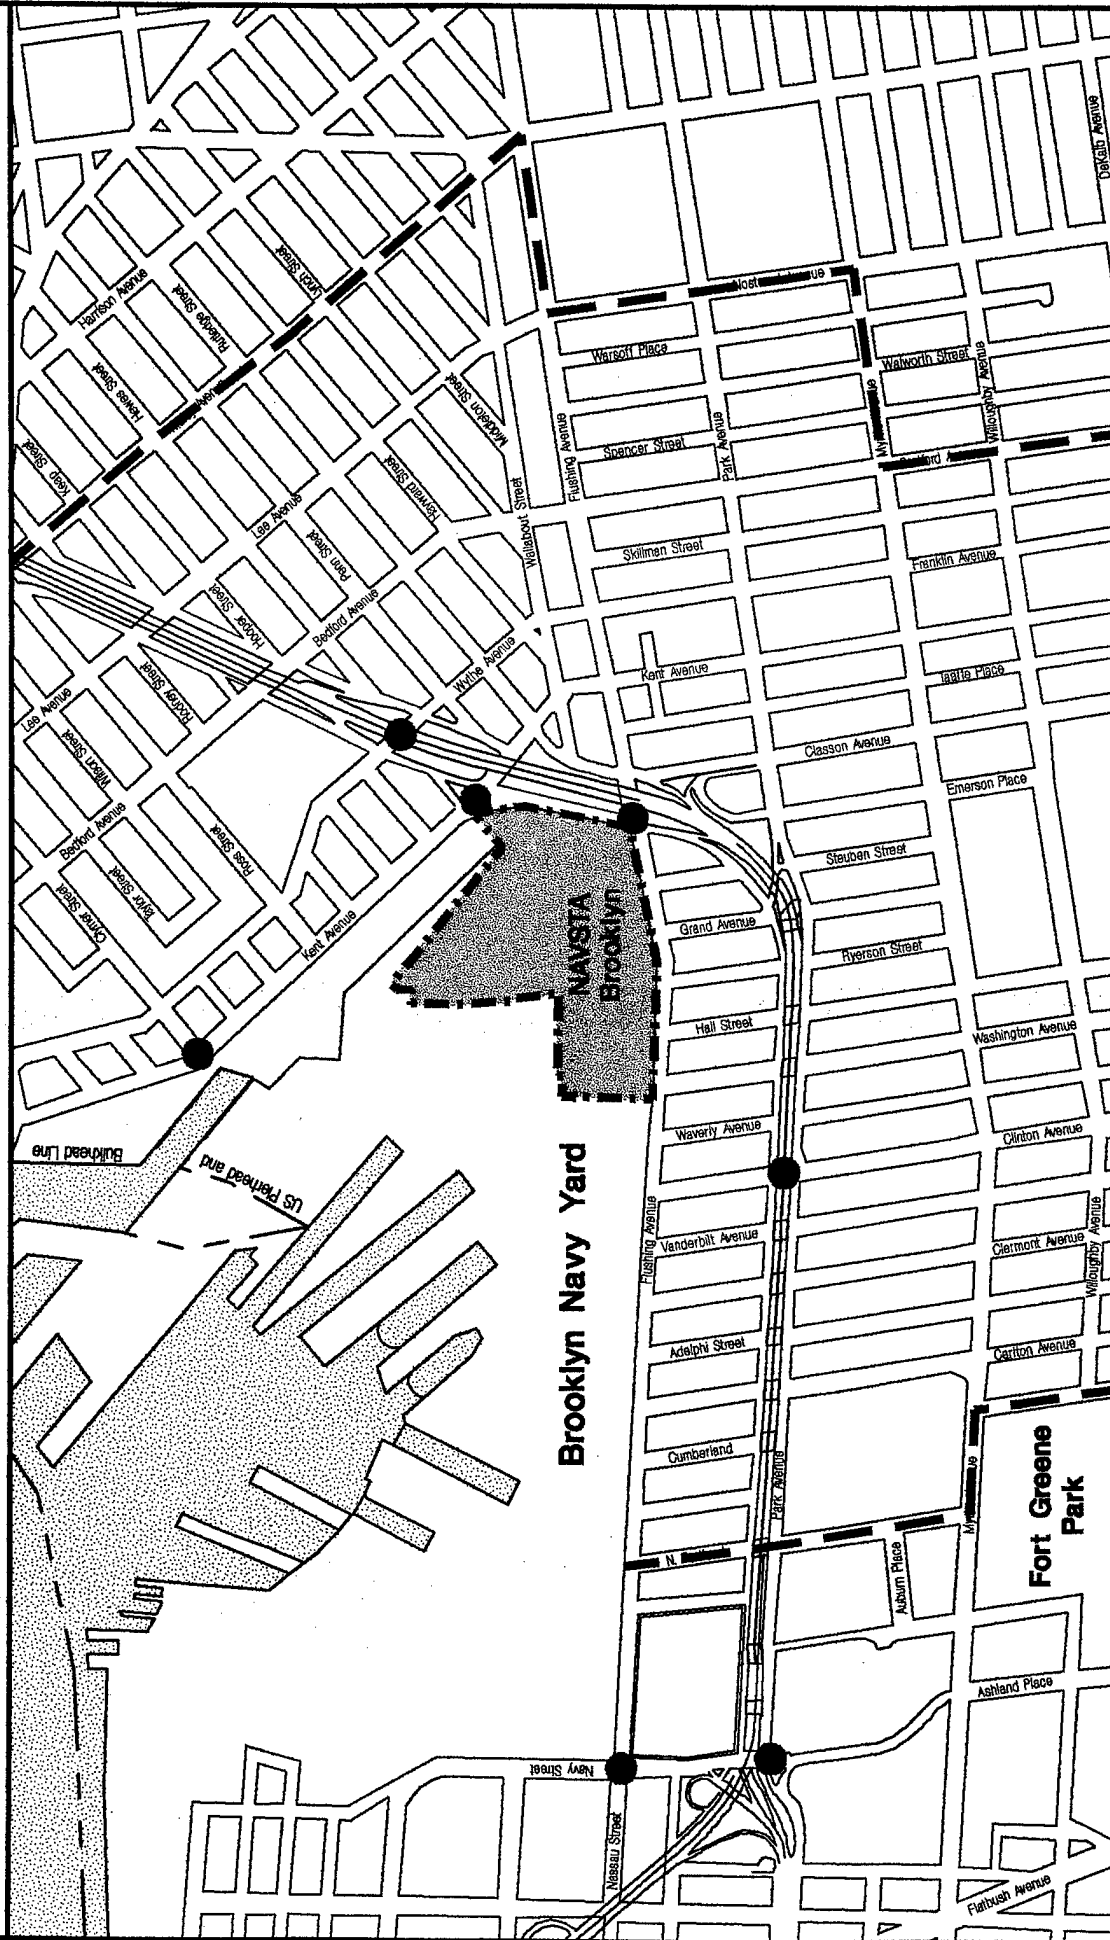 DeKalb Avenue
Harrison Avenue
Rutledge Street
Lynch Street
Warsoff Place
Walworth Street
Hewes Street
Keap Street
Middleton Street
Flushing Avenue
Spencer Street
Park Avenue
Willoughby Avenue
Lee Avenue
Penn Street
Heyward Street
Wallabout Street
Skillman Street
Franklin Avenue
Hooper Street
Bedford Avenue
Wythe Avenue
Kent Avenue
Taaffe Place
Lee Avenue
Rodney Street
Wilson Street
Classon Avenue
Emerson Place
Bedford Avenue
Ross Street
Taylor Street
Clymer Street
Steuben Street
Kent Avenue
NAVSTA
Brooklyn
Grand Avenue
Ryerson Street
Hall Street
Washington Avenue
Waverly Avenue
Clinton Avenue
US Pierhead and
Bulkhead Line
Brooklyn Navy Yard
Flushing Avenue
Vanderbilt Avenue
Clermont Avenue
Willoughby Avenue
Adelphi Street
Carlton Avenue
Cumberland
Park Avenue
N.
Auburn Place
Fort Greene
Park
Ashland Place
Navy Street
Nassau Street
Flatbush Avenue